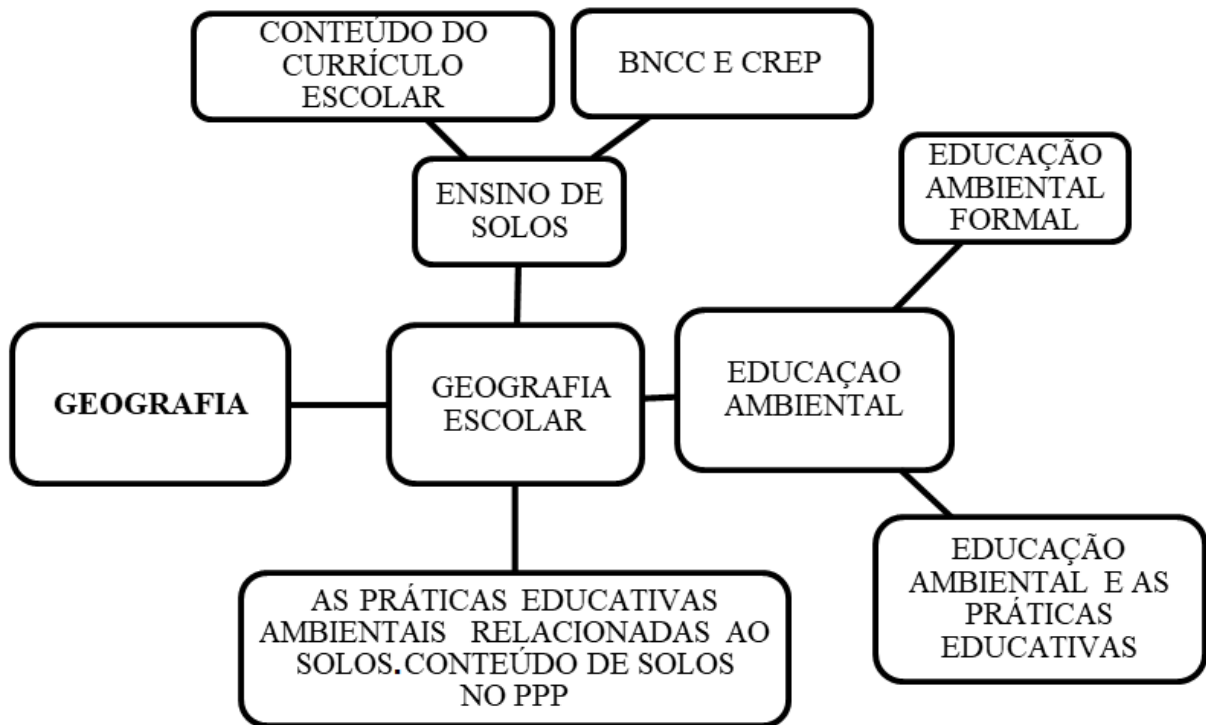 CONTEÚDO DO
CURRÍCULO
ESCOLAR
BNCC E CREP
ENSINO DE
SOLOS
EDUCAÇÃO
AMBIENTAL
FORMAL
GEOGRAFIA
GEOGRAFIA
ESCOLAR
EDUCAÇAO
AMBIENTAL
AS PRÁTICAS EDUCATIVAS
AMBIENTAIS RELACIONADAS AO
SOLOS.CONTEÚDO DE SOLOS
NO PPP
EDUCAÇÃO
AMBIENTAL E AS
PRÁTICAS
EDUCATIVAS